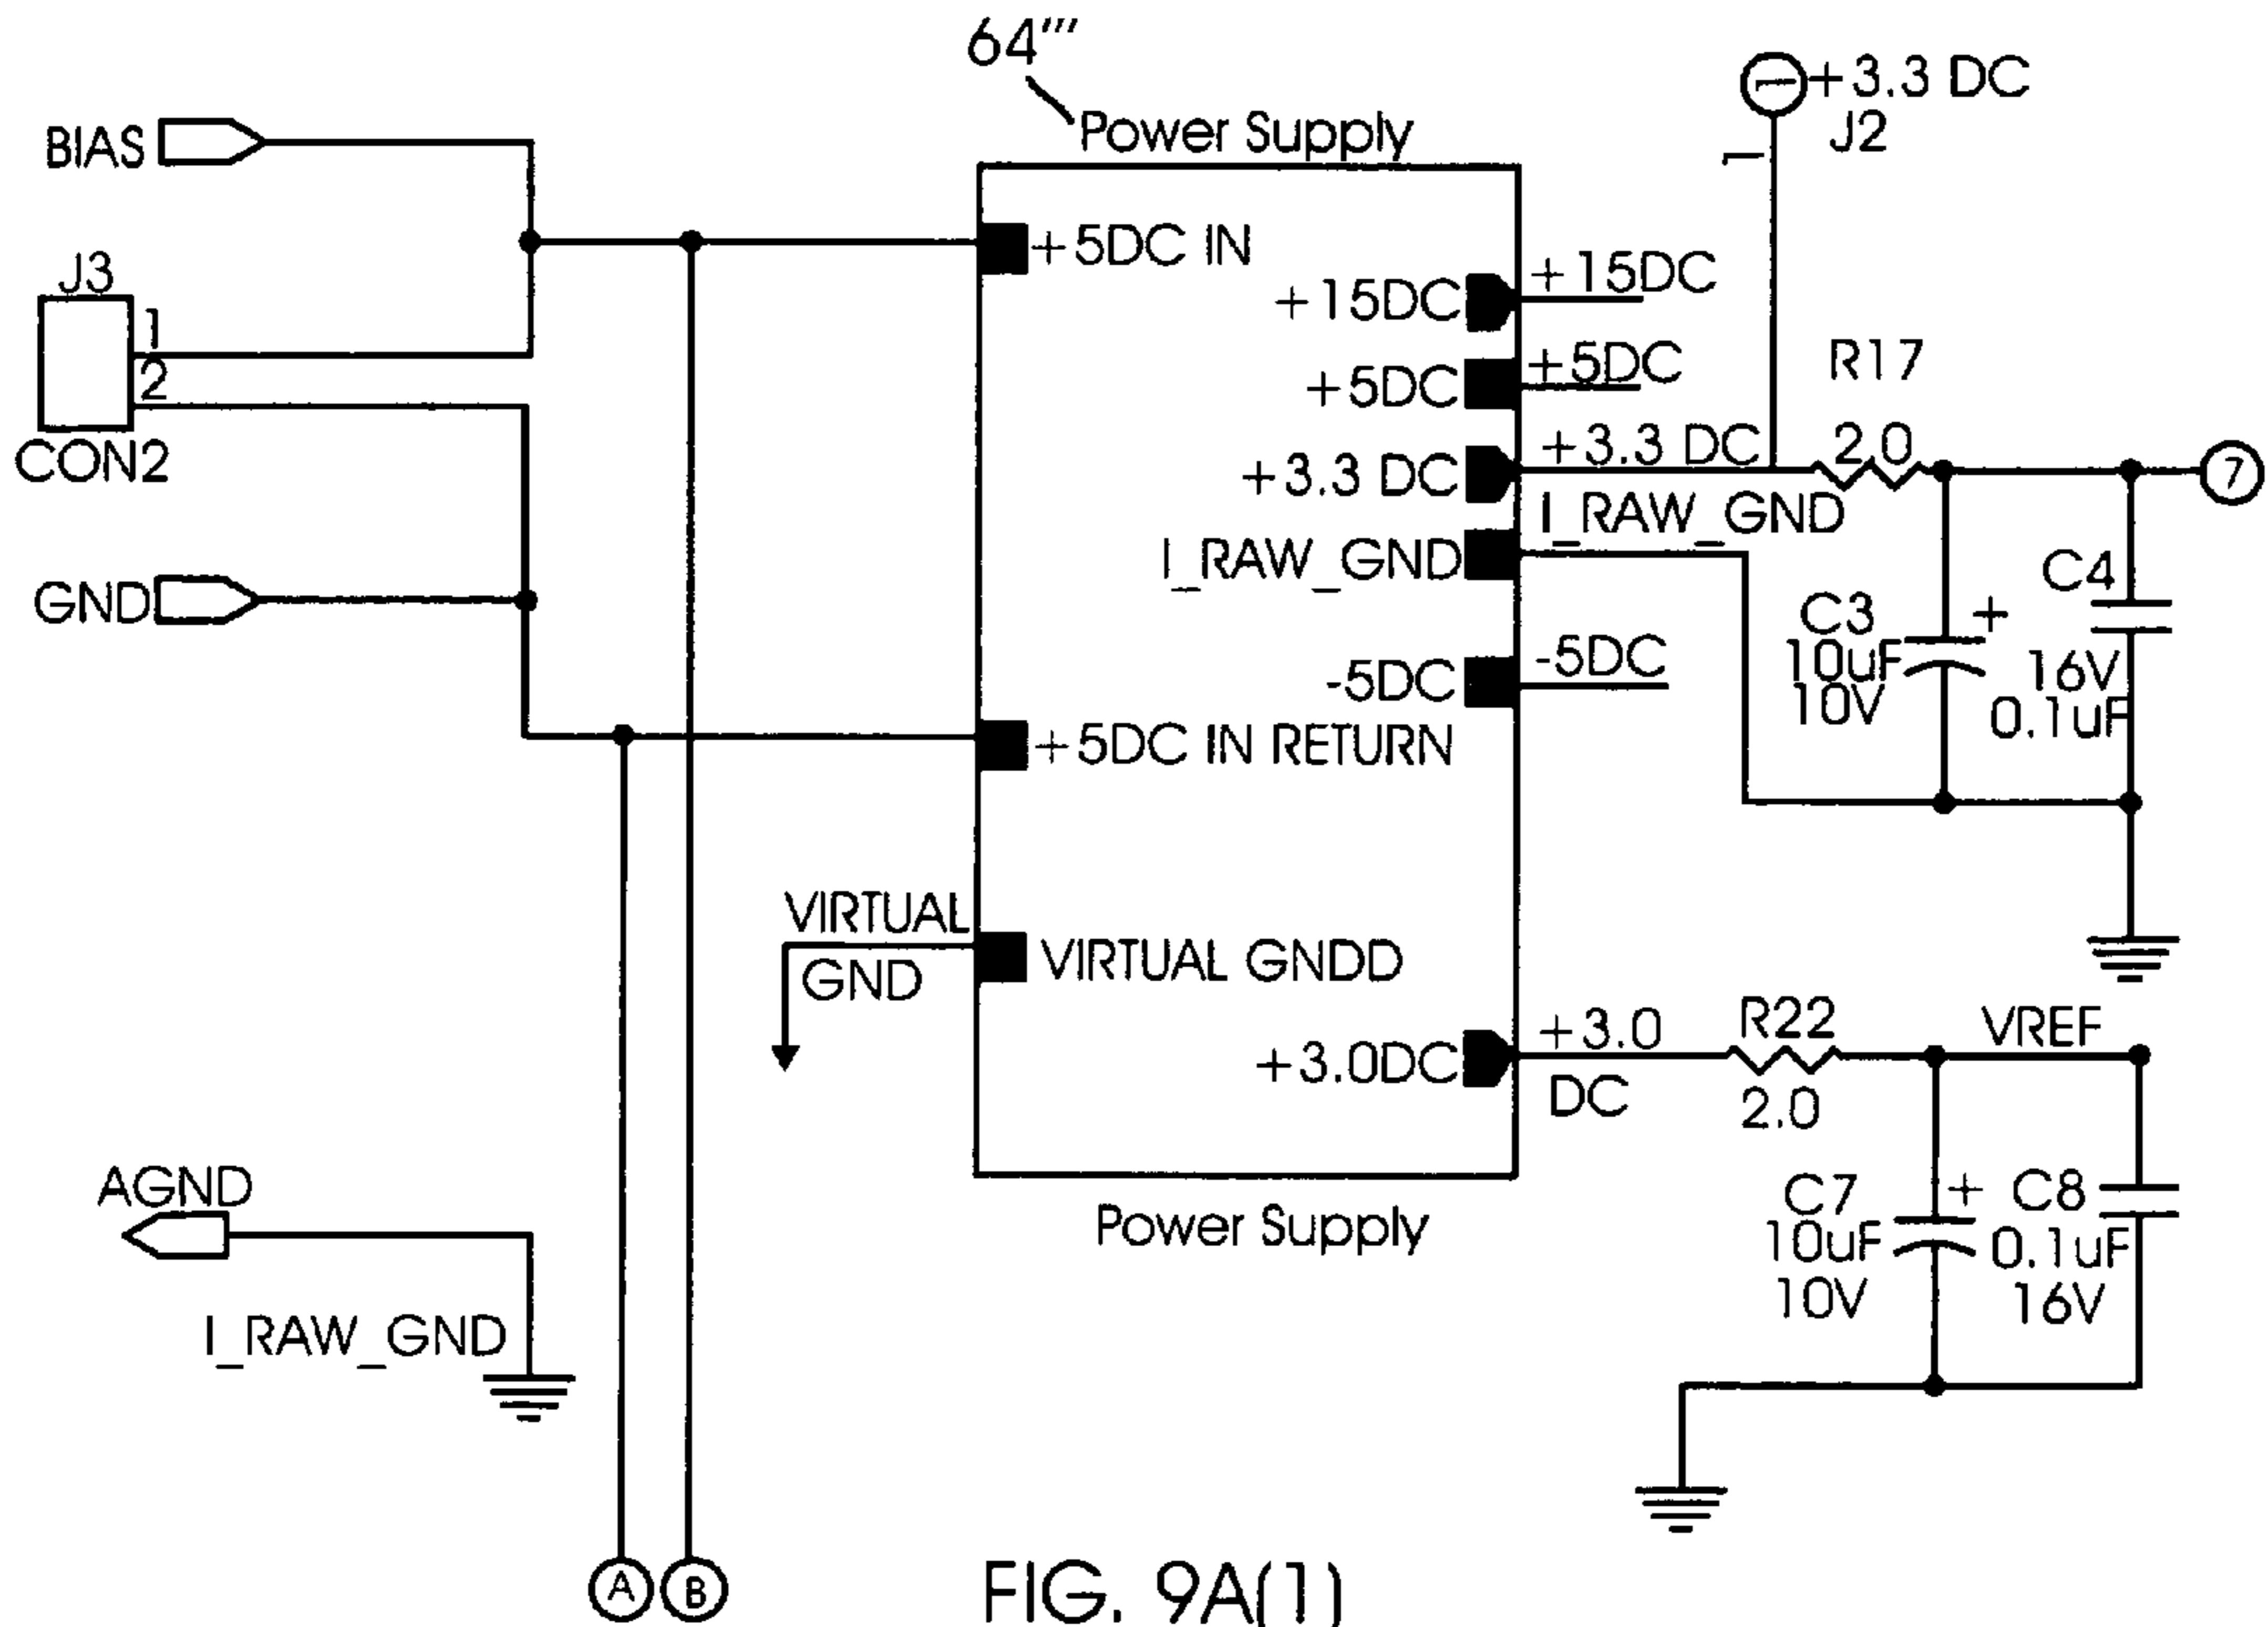 64'''
Power Supply
+3.3 DC
J2
1
1
BIAS
+5DC IN
J3
1
2
CON2
+15DC
+15DC
+5DC
+5DC
R17
+3.3 DC
+3.3 DC
2.0
7
I_RAW_GND
I_RAW_GND
GND
C4
16V
0.1uF
C3
+
10uF
10V
-5DC
-5DC
+5DC IN RETURN
VIRTUAL
GND
VIRTUAL GNDD
+3.0DC
+3.0
DC
R22
2.0
VREF
AGND
I_RAW_GND
Power Supply
C7
+
10uF
10V
C8
0.1uF
16V
A
B
FIG. 9A(1)